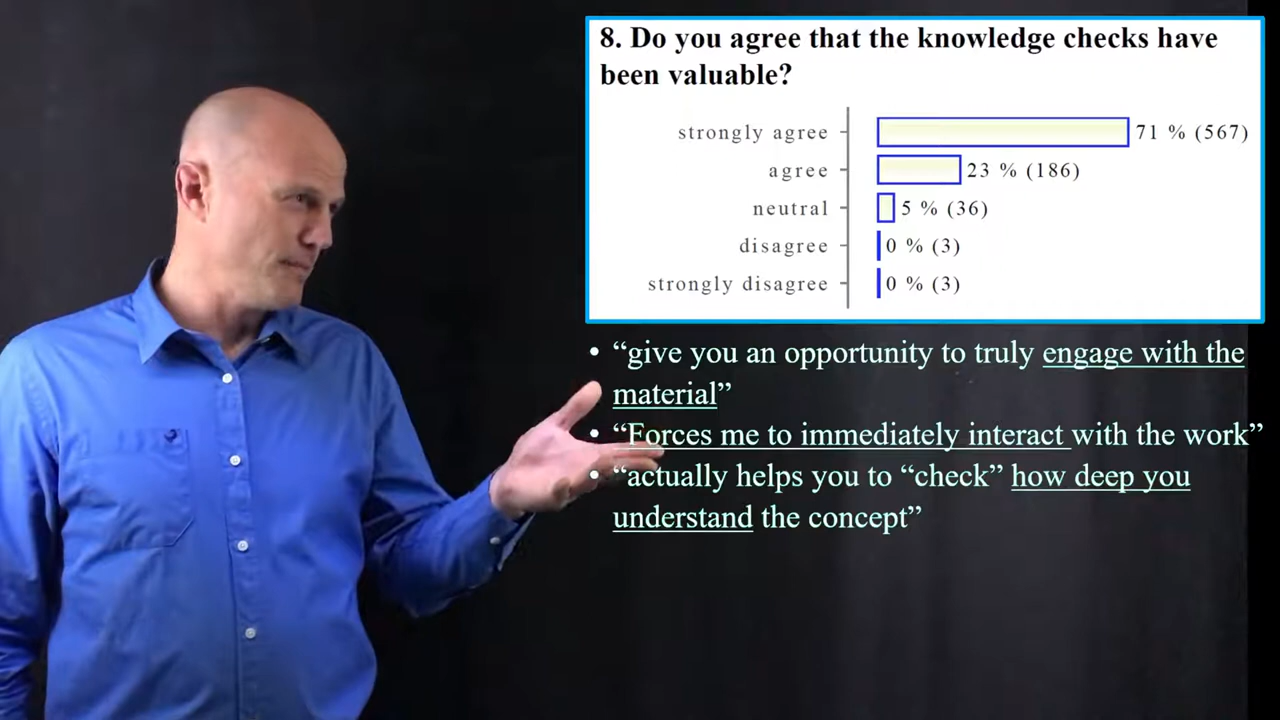 8. Do you agree that the knowledge checks have
been valuable?
strongly agree 71 % (567)
agree 23 % (186)
neutral 5 % (36)
disagree 0 % (3)
strongly disagree 0 % (3)
• “give you an opportunity to truly engage with the
material”
• “Forces me to immediately interact with the work”
• “actually helps you to “check” how deep you
understand the concept”